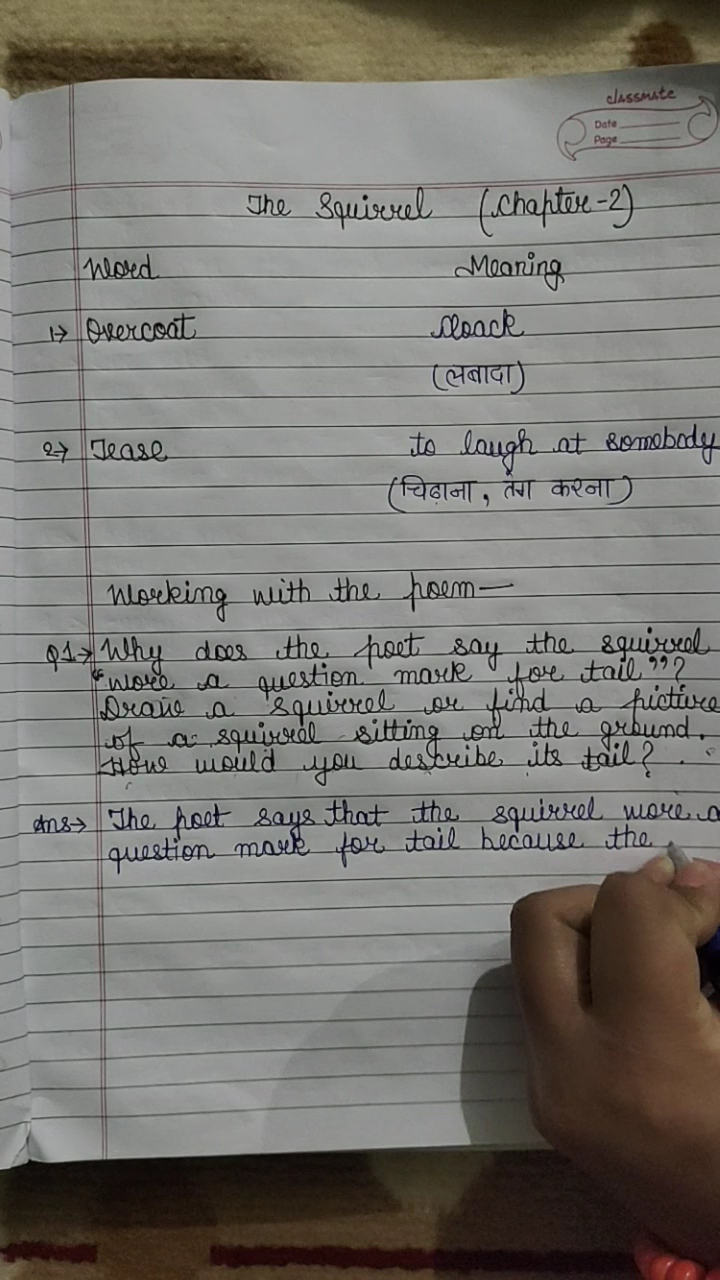 classmate
Date
Page
The Squirrel (Chapter-2)
Word Meaning
1→ Overcoat cloack
(लबादा)
2→ Tease to laugh at somebody
(चिढ़ाना, तंग करना)
Working with the poem—
Q1→ Why does the poet say the squirrel
"wore a question mark for tail"?
Draw a squirrel or find a picture
of a squirrel sitting on the ground.
How would you describe its tail?
Ans→ The poet says that the squirrel wore a
question mark for tail because the